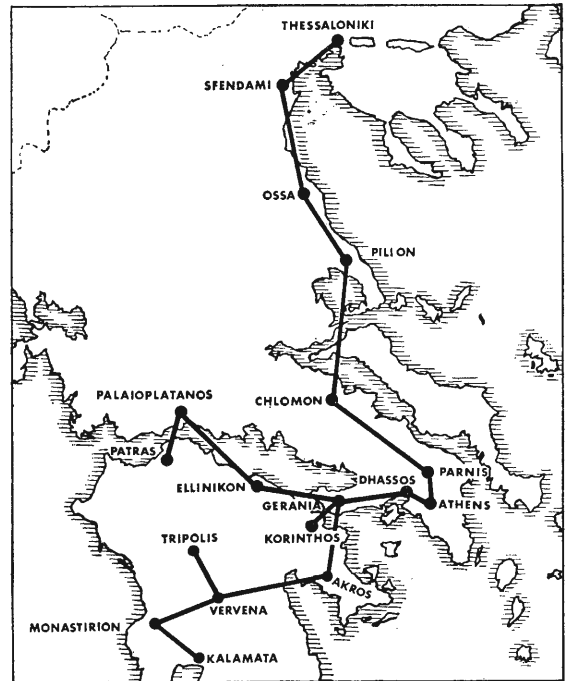 THESSALONIKI
SFENDAMI
OSSA
PILION
PALAIOPLATANOS
CHLOMON
PATRAS
PARNIS
DHASSOS
ELLINIKON
GERANIA
ATHENS
TRIPOLIS
KORINTHOS
AKROS
VERVENA
MONASTIRION
KALAMATA